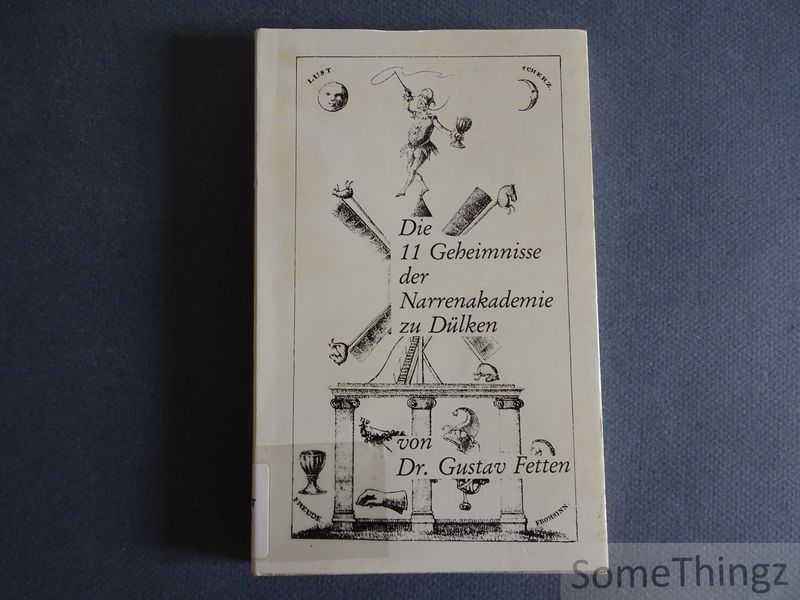 LUST.
SCHERZ.
Die
11 Geheimnisse
der
Narrenakademie
zu Dülken
von
Dr. Gustav Fetten
FREUDE.
FROHSINN.
SomeThingz